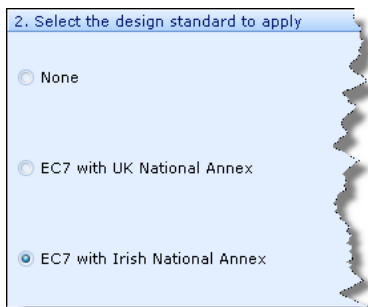 2. Select the design standard to apply
None
EC7 with UK National Annex
EC7 with Irish National Annex